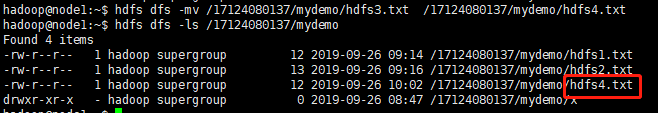 hadoop@node1:~$ hdfs dfs -mv /17124080137/mydemo/hdfs3.txt  /17124080137/mydemo/hdfs4.txt
hadoop@node1:~$ hdfs dfs -ls /17124080137/mydemo
Found 4 items
-rw-r--r--   1 hadoop supergroup         12 2019-09-26 09:14 /17124080137/mydemo/hdfs1.txt
-rw-r--r--   1 hadoop supergroup         13 2019-09-26 09:16 /17124080137/mydemo/hdfs2.txt
-rw-r--r--   1 hadoop supergroup         12 2019-09-26 10:02 /17124080137/mydemo/hdfs4.txt
drwxr-xr-x   - hadoop supergroup          0 2019-09-26 08:47 /17124080137/mydemo/x
hadoop@node1:~$